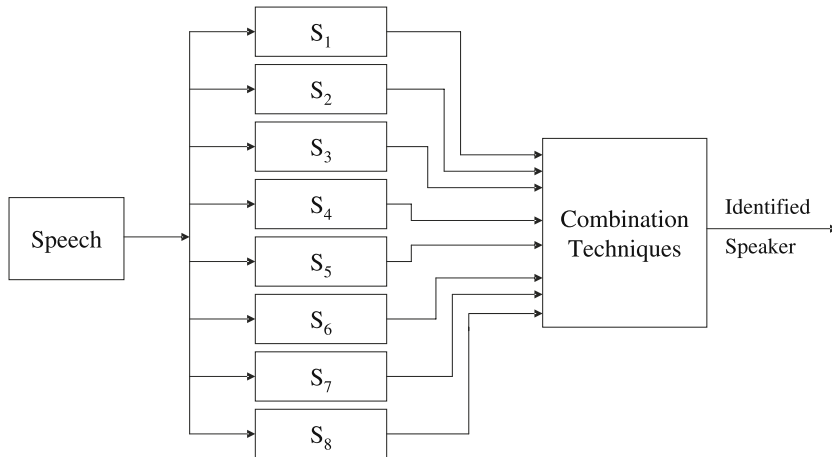 Speech
S₁
S₂
S₃
S₄
S₅
S₆
S₇
S₈
Combination
Techniques
Identified
Speaker